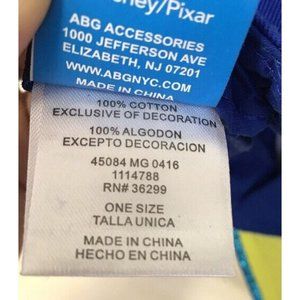 ney/Pixar
ABG ACCESSORIES
1000 JEFFERSON AVE
ELIZABETH, NJ 07201
WWW.ABGNYC.COM
MADE IN CHINA
100% COTTON
EXCLUSIVE OF DECORATION
100% ALGODON
EXCEPTO DECORACION
45084 MG 0416
1114788
RN# 36299
ONE SIZE
TALLA UNICA
MADE IN CHINA
HECHO EN CHINA